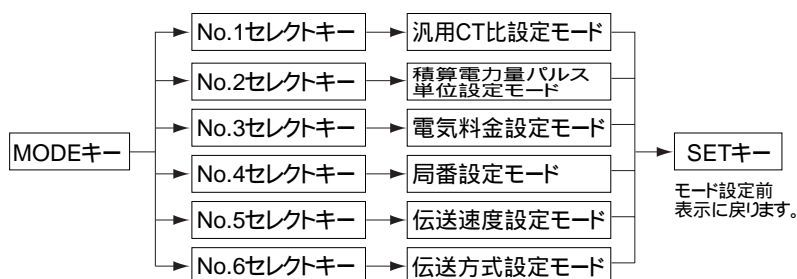 No.1セレクトキー
汎用CT比設定モード
No.2セレクトキー
積算電力量パルス
単位設定モード
No.3セレクトキー
電気料金設定モード
MODEキー
SETキー
No.4セレクトキー
局番設定モード
モード設定前
表示に戻ります。
No.5セレクトキー
伝送速度設定モード
No.6セレクトキー
伝送方式設定モード